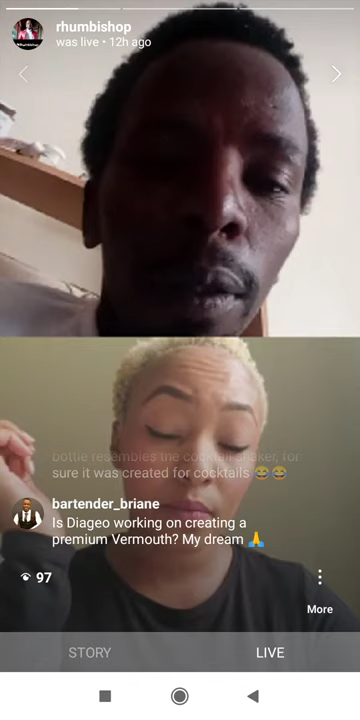 rhumbishop
was live • 12h ago
bottle resembles the cocktail shaker, for
sure it was created for cocktails 😂😂
bartender_briane
Is Diageo working on creating a
premium Vermouth? My dream 🙏
97
More
STORY
LIVE